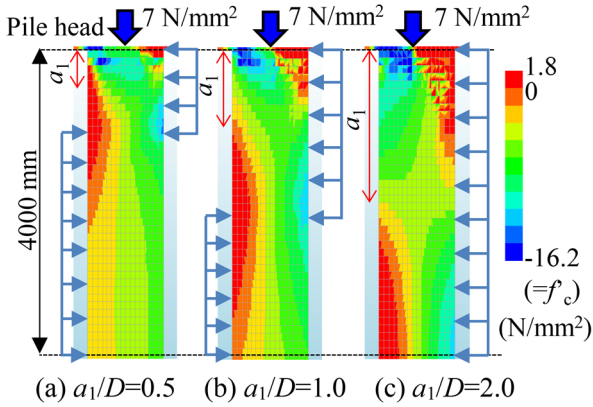 Pile head
7 N/mm²
7 N/mm²
7 N/mm²
a₁
a₁
a₁
4000 mm
1.8
0
-16.2
(=f'c)
(N/mm²)
(a) a₁/D=0.5
(b) a₁/D=1.0
(c) a₁/D=2.0